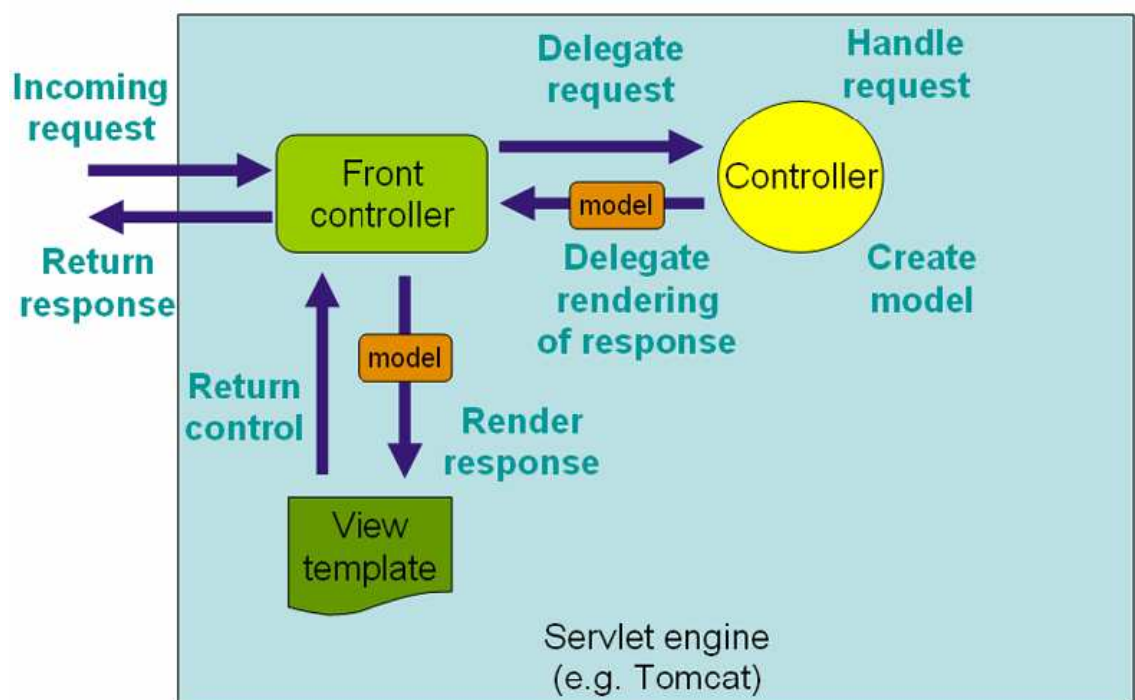 Incoming
request
Delegate
request
Handle
request
Front
controller
Controller
model
Return
response
Delegate
rendering
of response
Create
model
model
Return
control
Render
response
View
template
Servlet engine
(e.g. Tomcat)